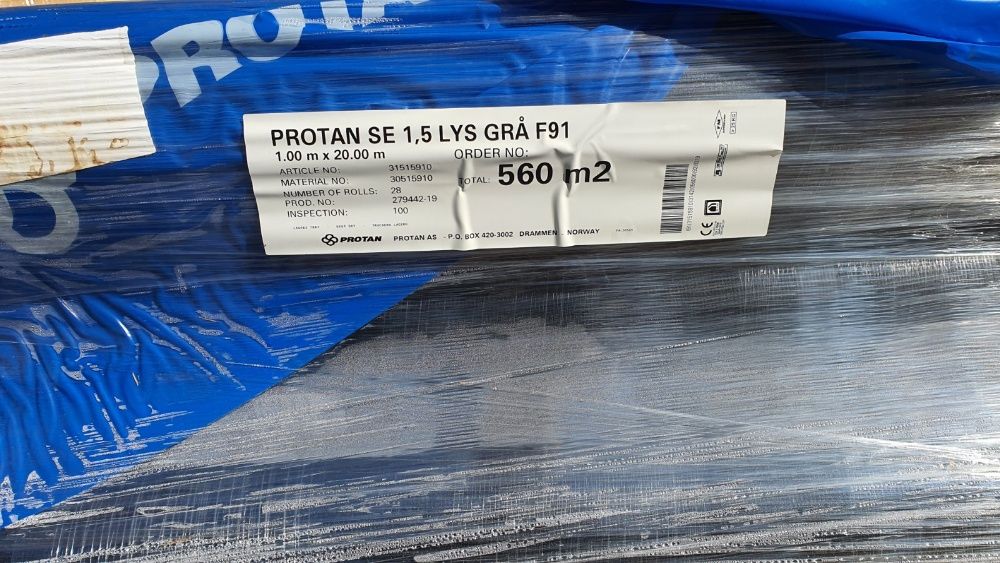 PROTAN SE 1,5 LYS GRÅ F91
1.00 m x 20.00 m
ORDER NO:
ARTICLE NO: 31515910
MATERIAL NO: 30515910
TOTAL: 560 m2
NUMBER OF ROLLS: 28
PROD. NO: 279442-19
INSPECTION: 100
PROTAN PROTAN AS - P.O. BOX 420-3002 DRAMMEN - NORWAY
CE